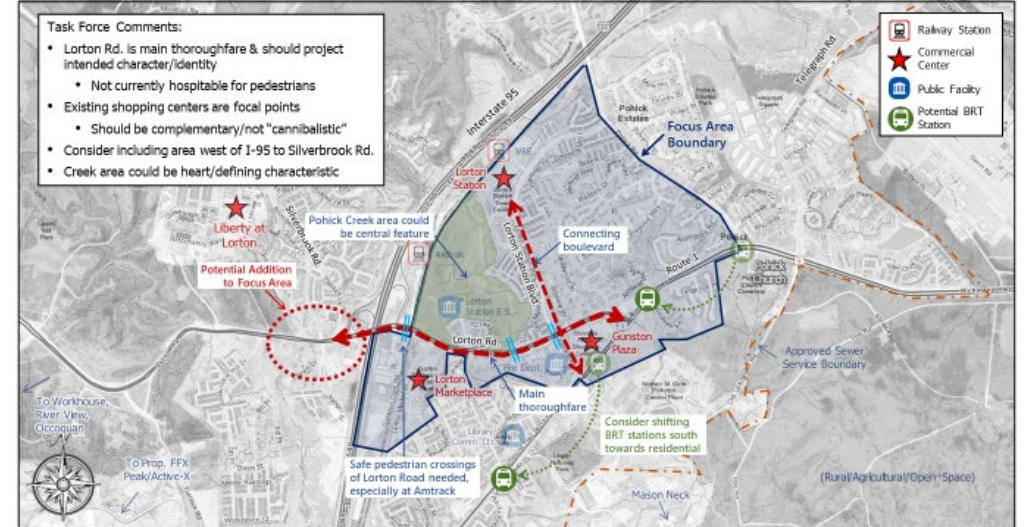 Task Force Comments:
• Lorton Rd. is main thoroughfare & should project
intended character/identity
• Not currently hospitable for pedestrians
• Existing shopping centers are focal points
• Should be complementary/not "cannibalistic"
• Consider including area west of I-95 to Silverbrook Rd.
• Creek area could be heart/defining characteristic
Railway Station
Commercial
Center
Public Facility
Potential BRT
Station
Telegraph Rd.
Interstate 95
Pohick
Estates
Focus Area
Boundary
VRE
Lorton
Station
Liberty at
Lorton
Silverbrook Rd.
Pohick Creek area could
be central feature
Connecting
boulevard
Lorton Station Blvd
Route 1
Pohick
Amtrak
Potential Addition
to Focus Area
Lorton
Station E.S.
Lorton Rd.
Gunston
Plaza
Fire Dept.
Lorton
Marketplace
Main
thoroughfare
Approved Sewer
Service Boundary
To Workhouse,
River View,
Occoquan
Consider shifting
BRT stations south
towards residential
Library
Comm. Ctr.
Safe pedestrian crossings
of Lorton Road needed,
especially at Amtrack
To Prop. FFX
Peak/Active-X
Mason Neck
(Rural/Agricultural/Open-Space)